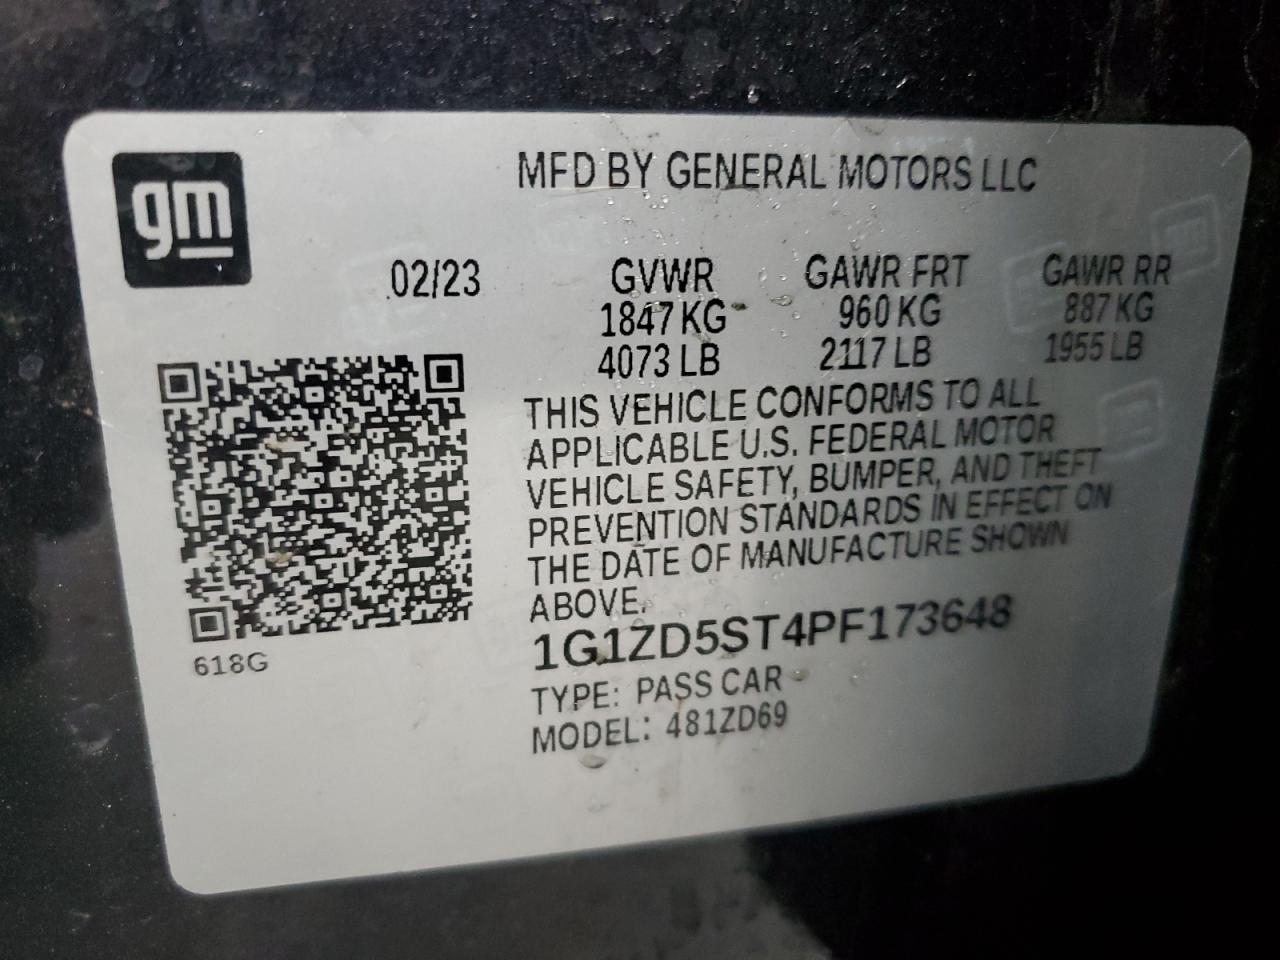 gm
MFD BY GENERAL MOTORS LLC
02/23 GVWR GAWR FRT GAWR RR
1847 KG 960 KG 887 KG
4073 LB 2117 LB 1955 LB
THIS VEHICLE CONFORMS TO ALL
APPLICABLE U.S. FEDERAL MOTOR
VEHICLE SAFETY, BUMPER, AND THEFT
PREVENTION STANDARDS IN EFFECT ON
THE DATE OF MANUFACTURE SHOWN
ABOVE.
1G1ZD5ST4PF173648
618G
TYPE: PASS CAR
MODEL: 481ZD69